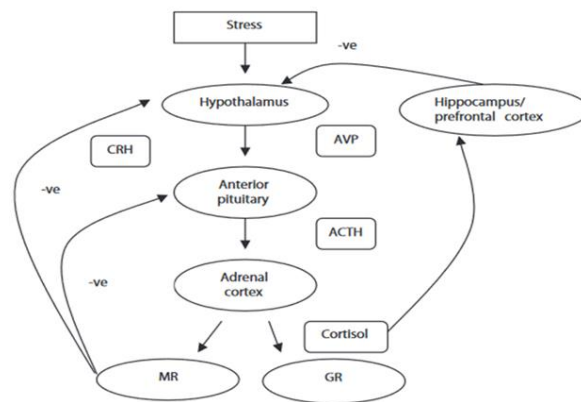 Stress
-ve
Hypothalamus
Hippocampus/
prefrontal cortex
CRH
AVP
-ve
Anterior
pituitary
ACTH
-ve
Adrenal
cortex
Cortisol
MR
GR